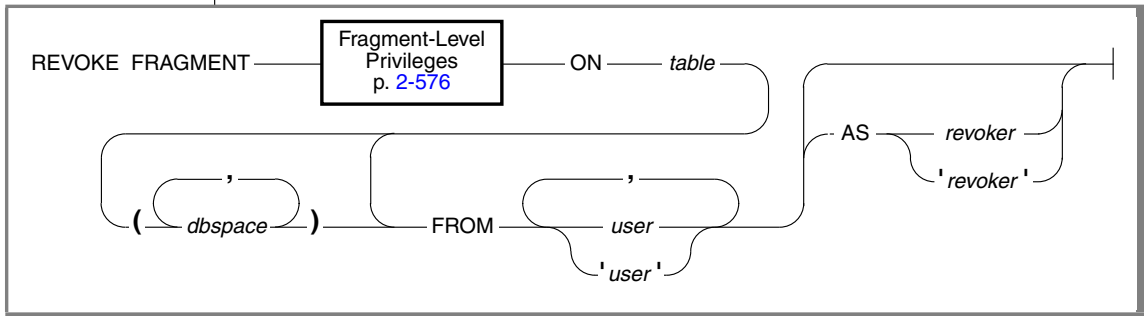 REVOKE FRAGMENT
Fragment-Level
Privileges
p. 2-576
ON table
AS revoker
'revoker'
,
( dbspace )
FROM
,
user
'user'